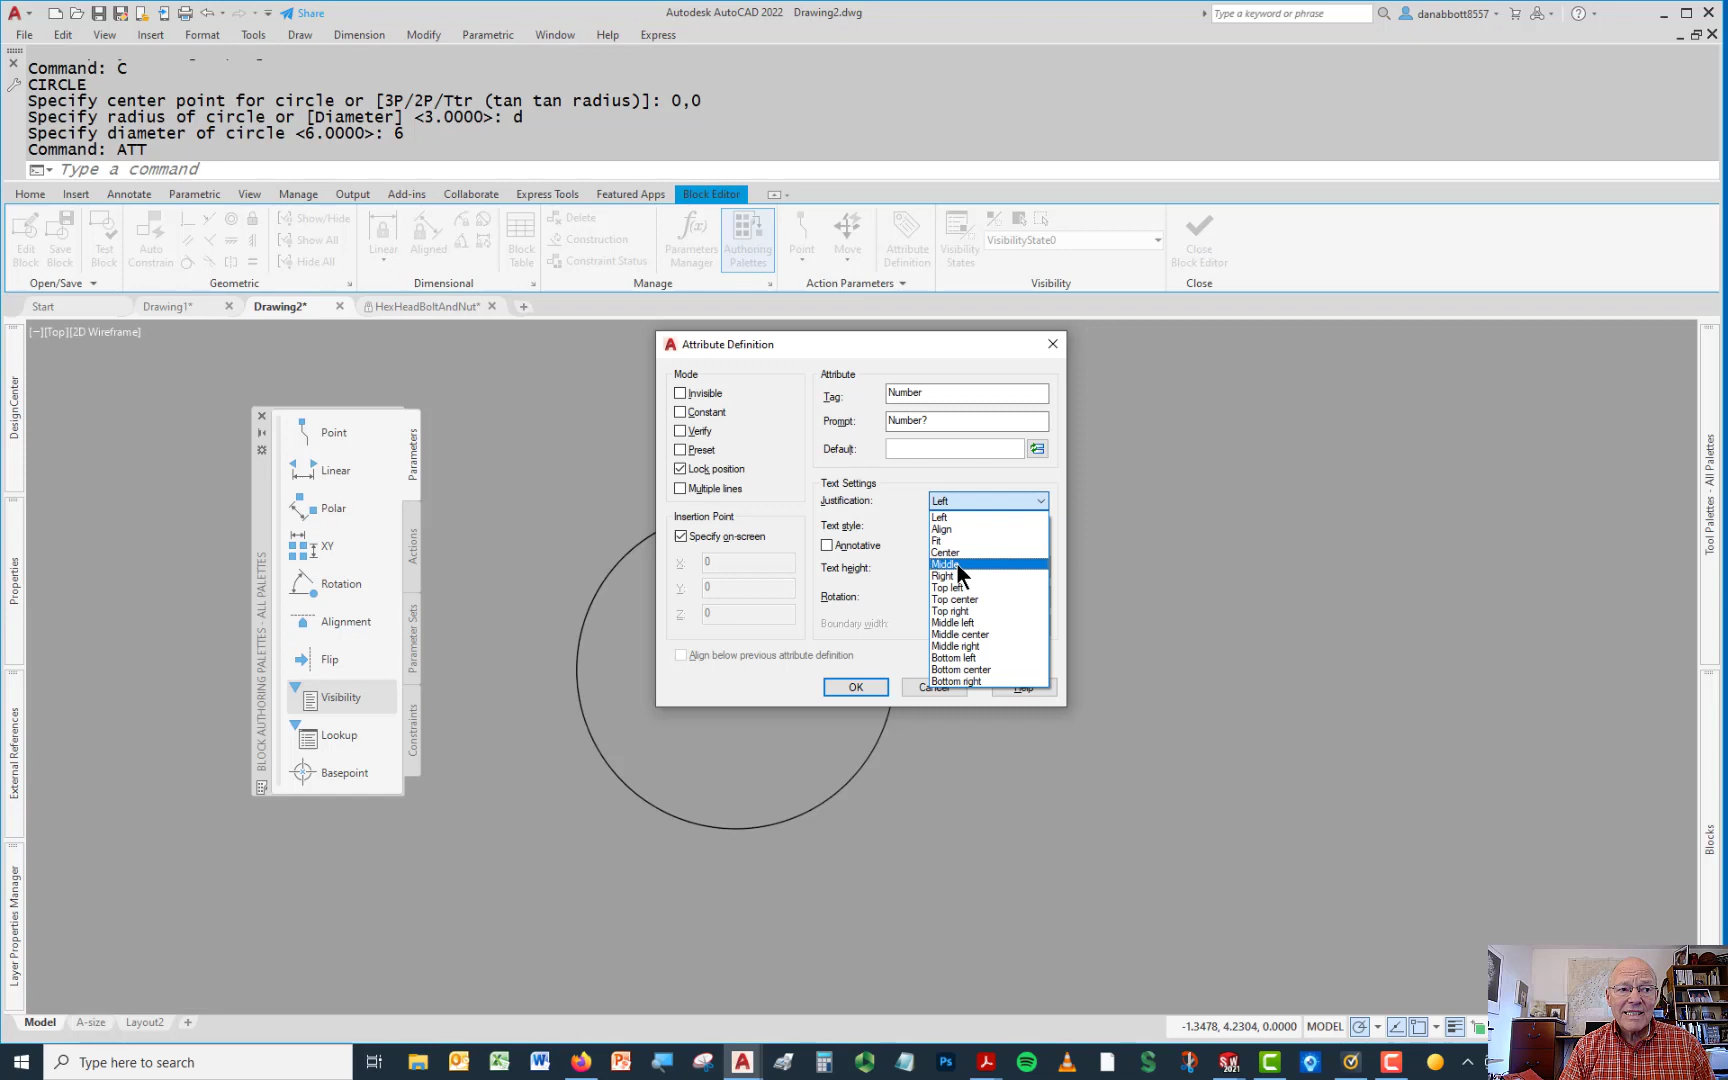 Share
Autodesk AutoCAD 2022 Drawing2.dwg
Type a keyword or phrase
danabbott8557
File Edit View Insert Format Tools Draw Dimension Modify Parametric Window Help Express
Command: C
CIRCLE
Specify center point for circle or [3P/2P/Ttr (tan tan radius)]: 0,0
Specify radius of circle or [Diameter] <3.0000>: d
Specify diameter of circle <6.0000>: 6
Command: ATT
Type a command
Home Insert Annotate Parametric View Manage Output Add-ins Collaborate Express Tools Featured Apps Block Editor
Edit Block
Save Block
Test Block
Auto Constrain
Show/Hide
Show All
Hide All
Linear
Aligned
Block Table
Delete
Construction
Constraint Status
Parameters Manager
Authoring Palettes
Point
Move
Attribute Definition
Visibility States
VisibilityState0
Close Block Editor
Open/Save Geometric Dimensional Manage Action Parameters Visibility Close
Start Drawing1* Drawing2* HexHeadBoltAndNut*
[−][Top][2D Wireframe]
DesignCenter
Properties
External References
Layer Properties Manager
BLOCK AUTHORING PALETTES - ALL PALETTES
Point
Linear
Polar
XY
Rotation
Alignment
Flip
Visibility
Lookup
Basepoint
Parameters
Actions
Parameter Sets
Constraints
Attribute Definition
Mode
Invisible
Constant
Verify
Preset
Lock position
Multiple lines
Insertion Point
Specify on-screen
X: 0
Y: 0
Z: 0
Align below previous attribute definition
Attribute
Tag: Number
Prompt: Number?
Default:
Text Settings
Justification: Left
Text style:
Annotative
Text height:
Rotation:
Boundary width:
Left
Align
Fit
Center
Middle
Right
Top left
Top center
Top right
Middle left
Middle center
Middle right
Bottom left
Bottom center
Bottom right
OK Cancel Help
Tool Palettes - All Palettes
Blocks
Model A-size Layout2
-1.3478, 4.2304, 0.0000 MODEL
Type here to search